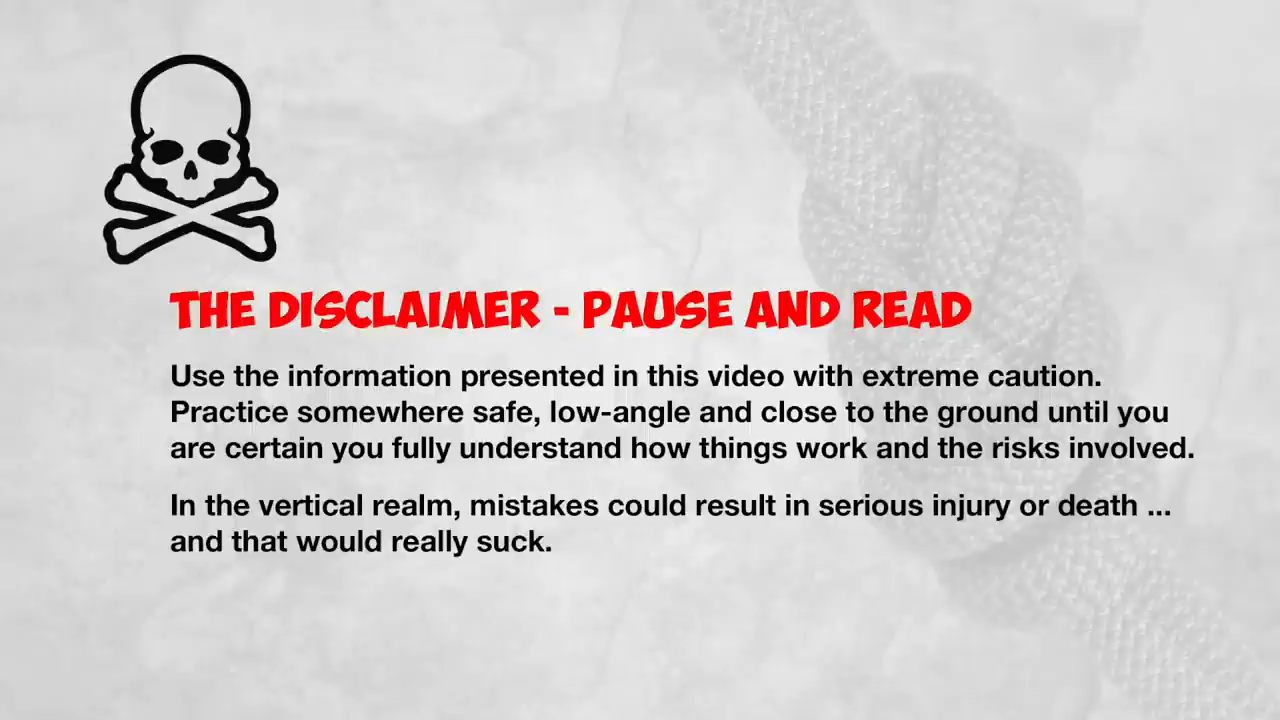 THE DISCLAIMER - PAUSE AND READ
Use the information presented in this video with extreme caution.
Practice somewhere safe, low-angle and close to the ground until you
are certain you fully understand how things work and the risks involved.
In the vertical realm, mistakes could result in serious injury or death ...
and that would really suck.